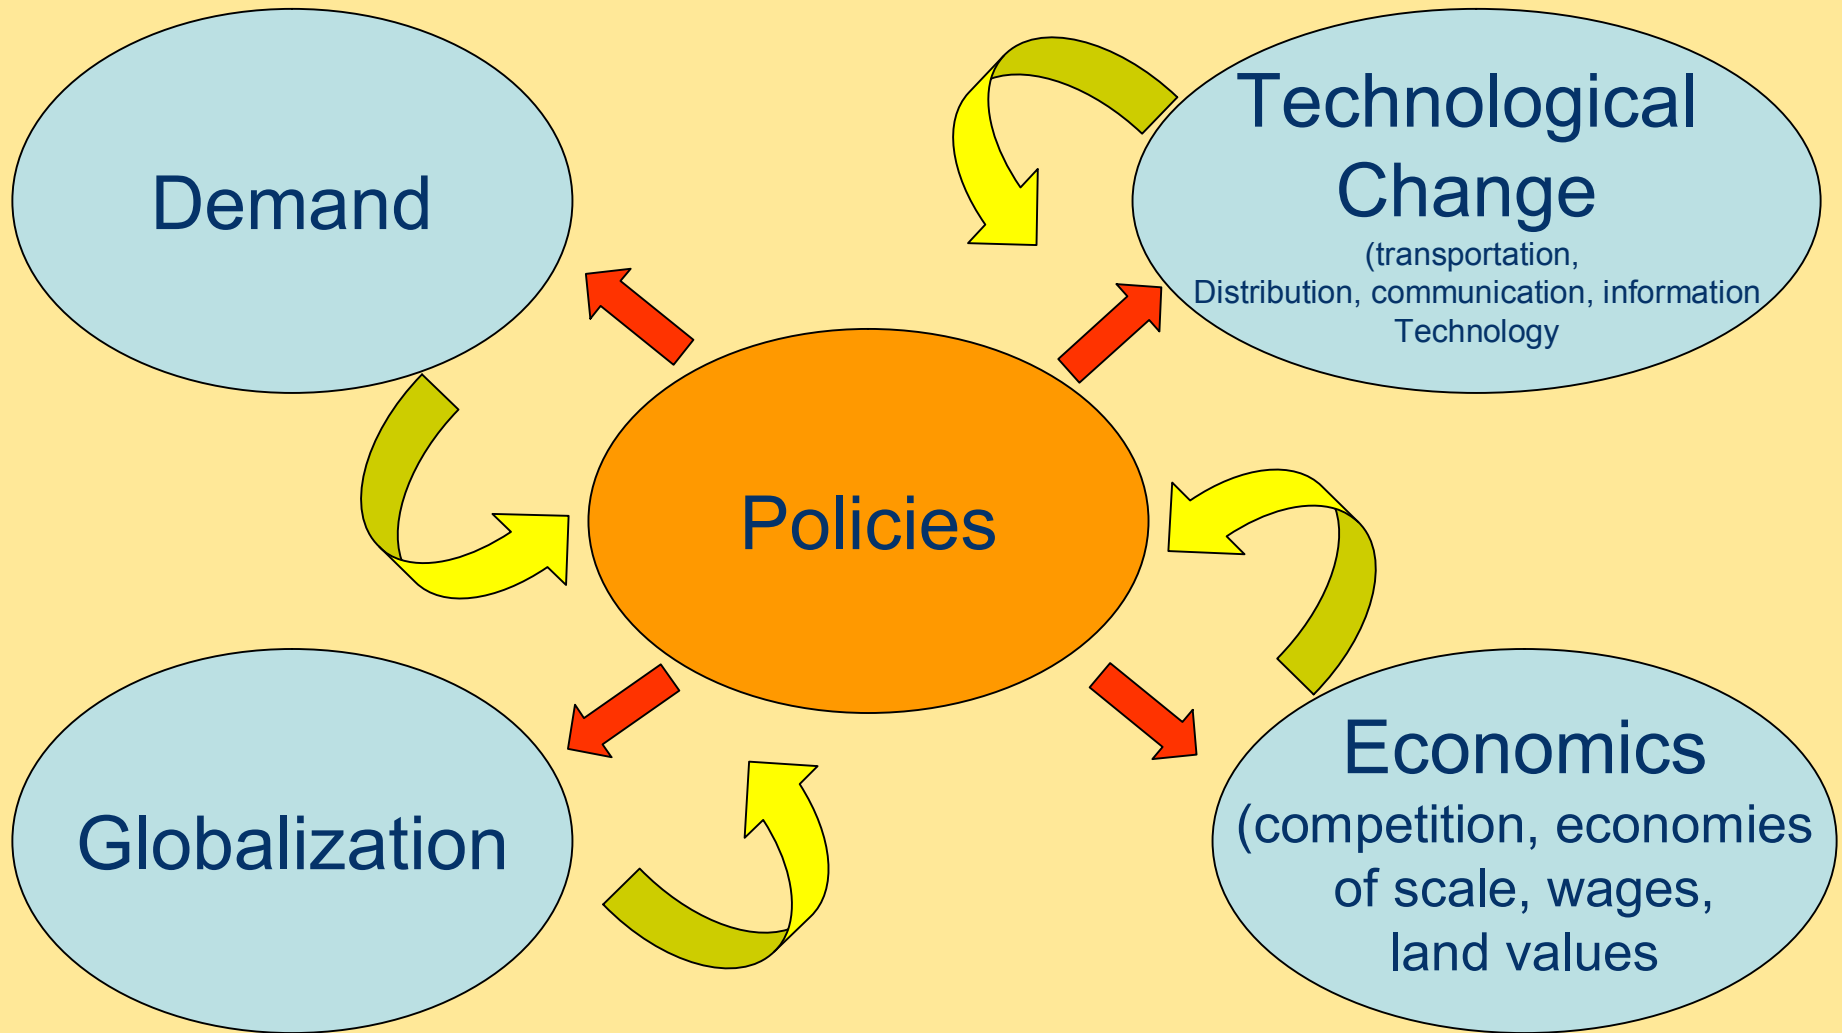 Demand
Technological
Change
(transportation,
Distribution, communication, information
Technology
Policies
Globalization
Economics
(competition, economies
of scale, wages,
land values